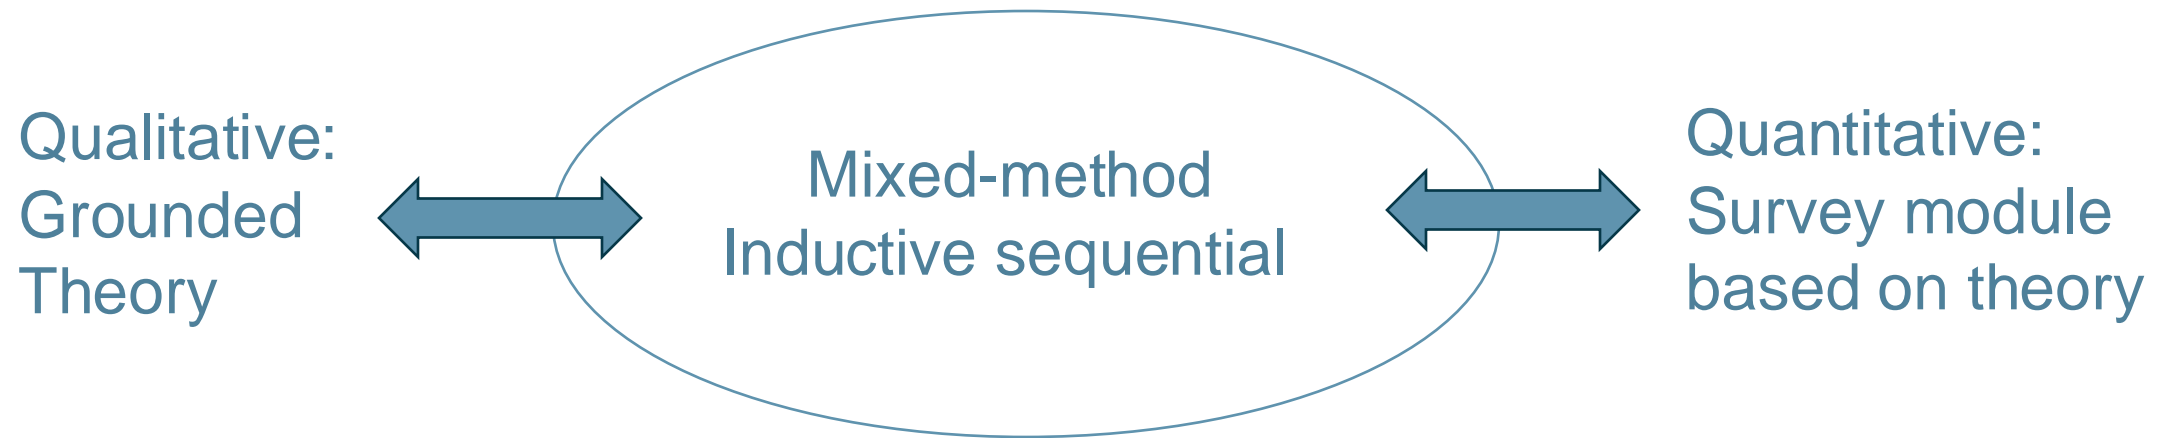 Qualitative:
Grounded
Theory
Mixed-method
Inductive sequential
Quantitative:
Survey module
based on theory